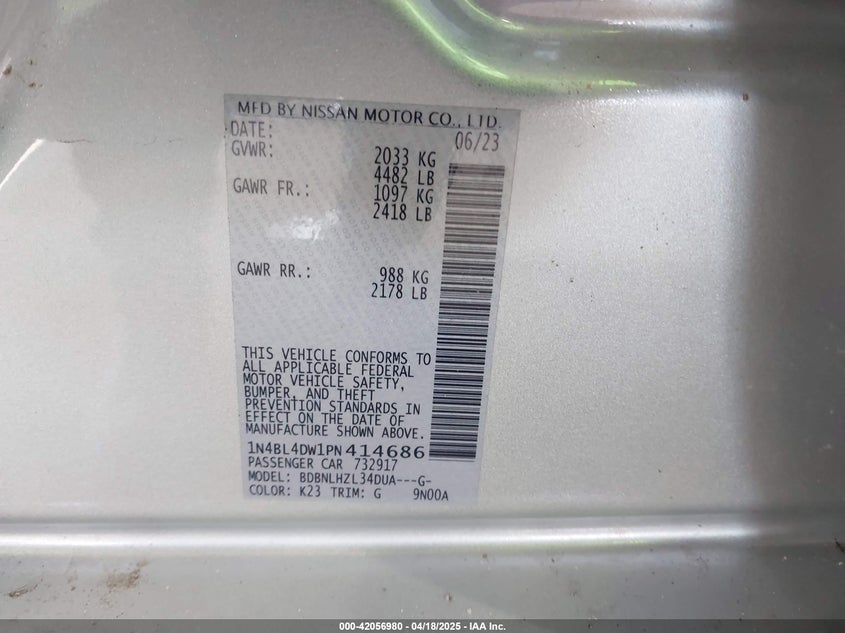 MFD BY NISSAN MOTOR CO., LTD.
DATE: 06/23
GVWR: 2033 KG
4482 LB
GAWR FR.: 1097 KG
2418 LB
GAWR RR.: 988 KG
2178 LB
THIS VEHICLE CONFORMS TO
ALL APPLICABLE FEDERAL
MOTOR VEHICLE SAFETY,
BUMPER, AND THEFT
PREVENTION STANDARDS IN
EFFECT ON THE DATE OF
MANUFACTURE SHOWN ABOVE.
1N4BL4DW1PN414686
PASSENGER CAR 732917
MODEL: BDBNLHZL34DUA---G-
COLOR: K23 TRIM: G 9N00A
000-42056980 - 04/18/2025 - IAA Inc.